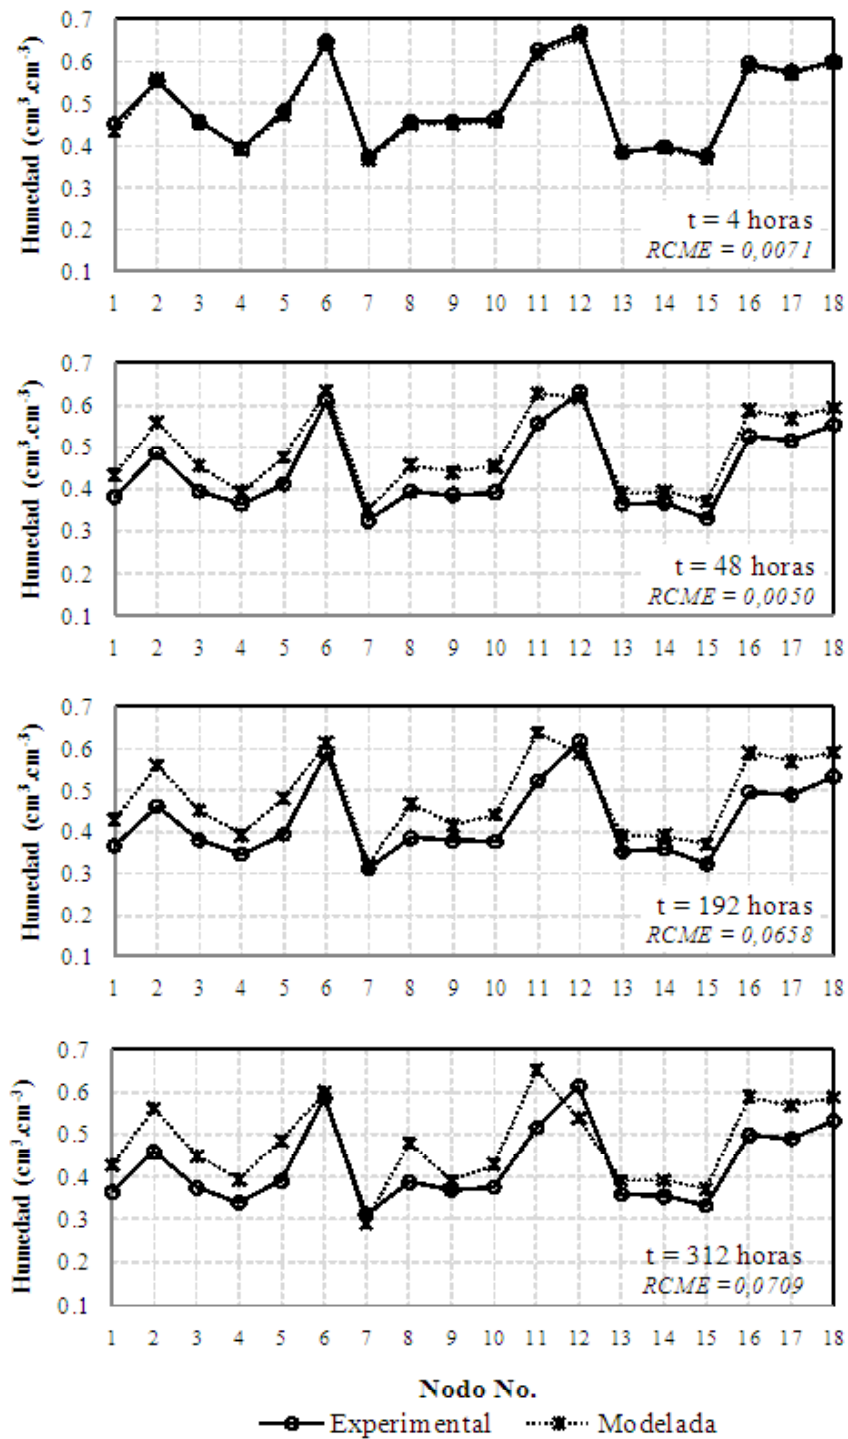 Humedad (cm³.cm⁻³)
0.7
0.6
0.5
0.4
0.3
0.2
0.1
t = 4 horas
RCME = 0,0071
1 2 3 4 5 6 7 8 9 10 11 12 13 14 15 16 17 18
Humedad (cm³.cm⁻³)
0.7
0.6
0.5
0.4
0.3
0.2
0.1
t = 48 horas
RCME = 0,0050
1 2 3 4 5 6 7 8 9 10 11 12 13 14 15 16 17 18
Humedad (cm³.cm⁻³)
0.7
0.6
0.5
0.4
0.3
0.2
0.1
t = 192 horas
RCME = 0,0658
1 2 3 4 5 6 7 8 9 10 11 12 13 14 15 16 17 18
Humedad (cm³.cm⁻³)
0.7
0.6
0.5
0.4
0.3
0.2
0.1
t = 312 horas
RCME =0,0709
1 2 3 4 5 6 7 8 9 10 11 12 13 14 15 16 17 18
Nodo No.
Experimental Modelada